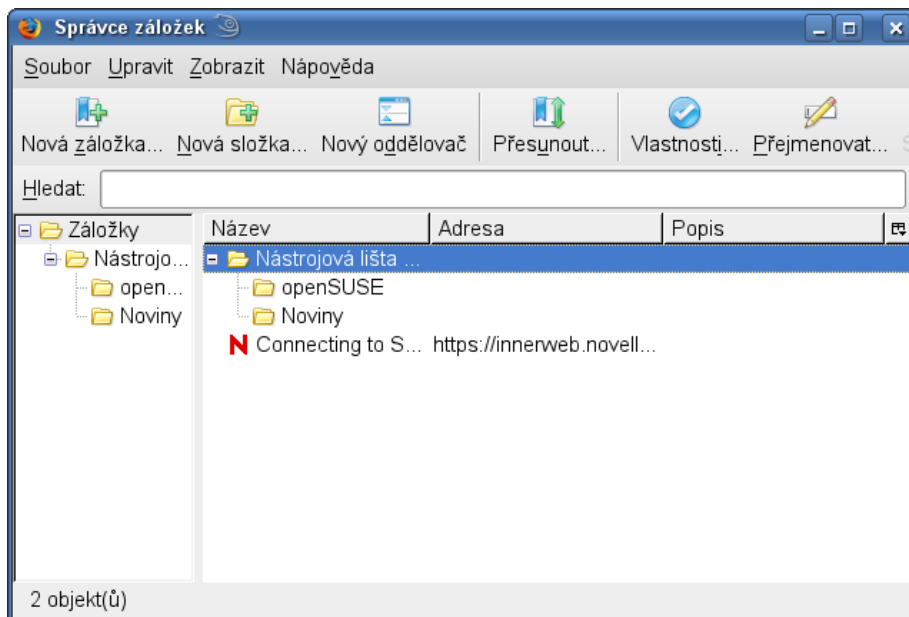 Správce záložek
Soubor Upravit Zobrazit Nápověda
Nová záložka... Nová složka... Nový oddělovač Přesunout... Vlastnosti... Přejmenovat...
Hledat:
Záložky
Nástrojo...
open...
Noviny
Název Adresa Popis
Nástrojová lišta ...
openSUSE
Noviny
Connecting to S... https://innerweb.novell...
2 objekt(ů)